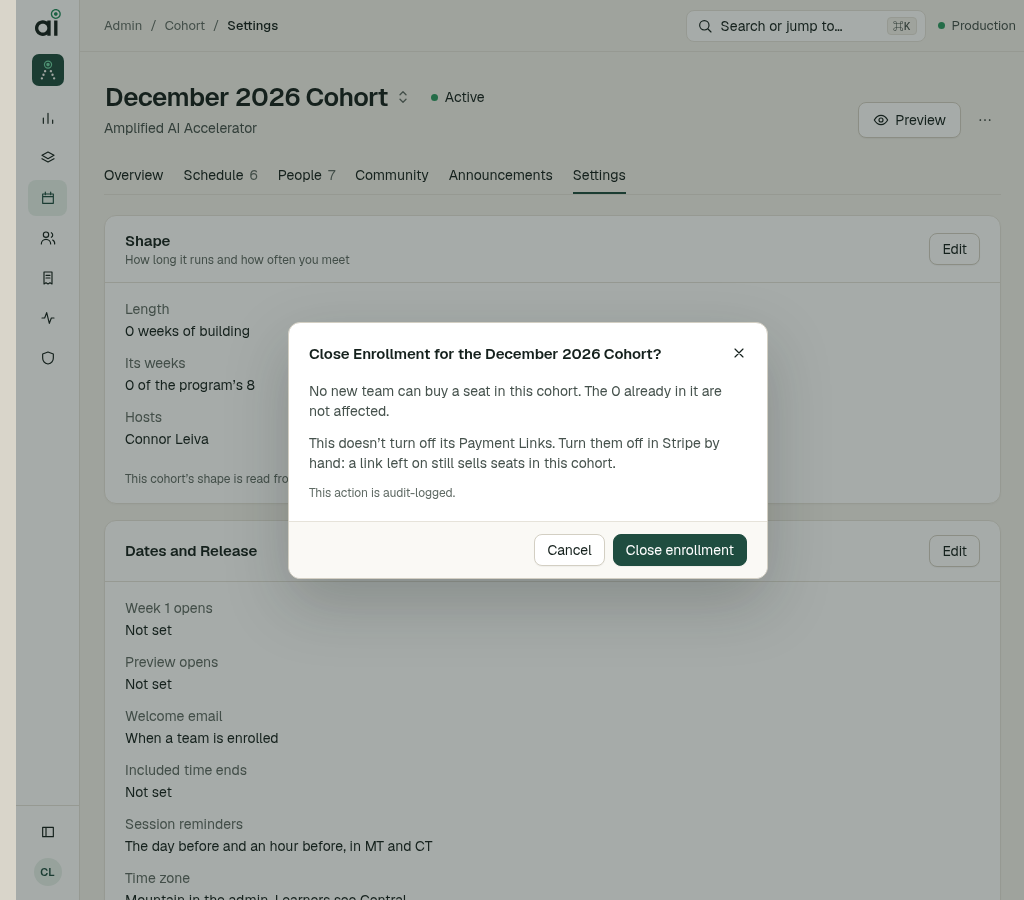 ai
Admin / Cohort / Settings
Search or jump to...
⌘K
Production
December 2026 Cohort
Active
Amplified AI Accelerator
Preview
Overview
Schedule 6
People 7
Community
Announcements
Settings
Shape
How long it runs and how often you meet
Edit
Length
0 weeks of building
Its weeks
0 of the program's 8
Hosts
Connor Leiva
This cohort's shape is read
Close Enrollment for the December 2026 Cohort?
No new team can buy a seat in this cohort. The 0 already in it are
not affected.
This doesn't turn off its Payment Links. Turn them off in Stripe by
hand: a link left on still sells seats in this cohort.
This action is audit-logged.
Cancel
Close enrollment
Dates and Release
Edit
Week 1 opens
Not set
Preview opens
Not set
Welcome email
When a team is enrolled
Included time ends
Not set
Session reminders
The day before and an hour before, in MT and CT
Time zone
Mountain in the admin. Learners see Central
CL